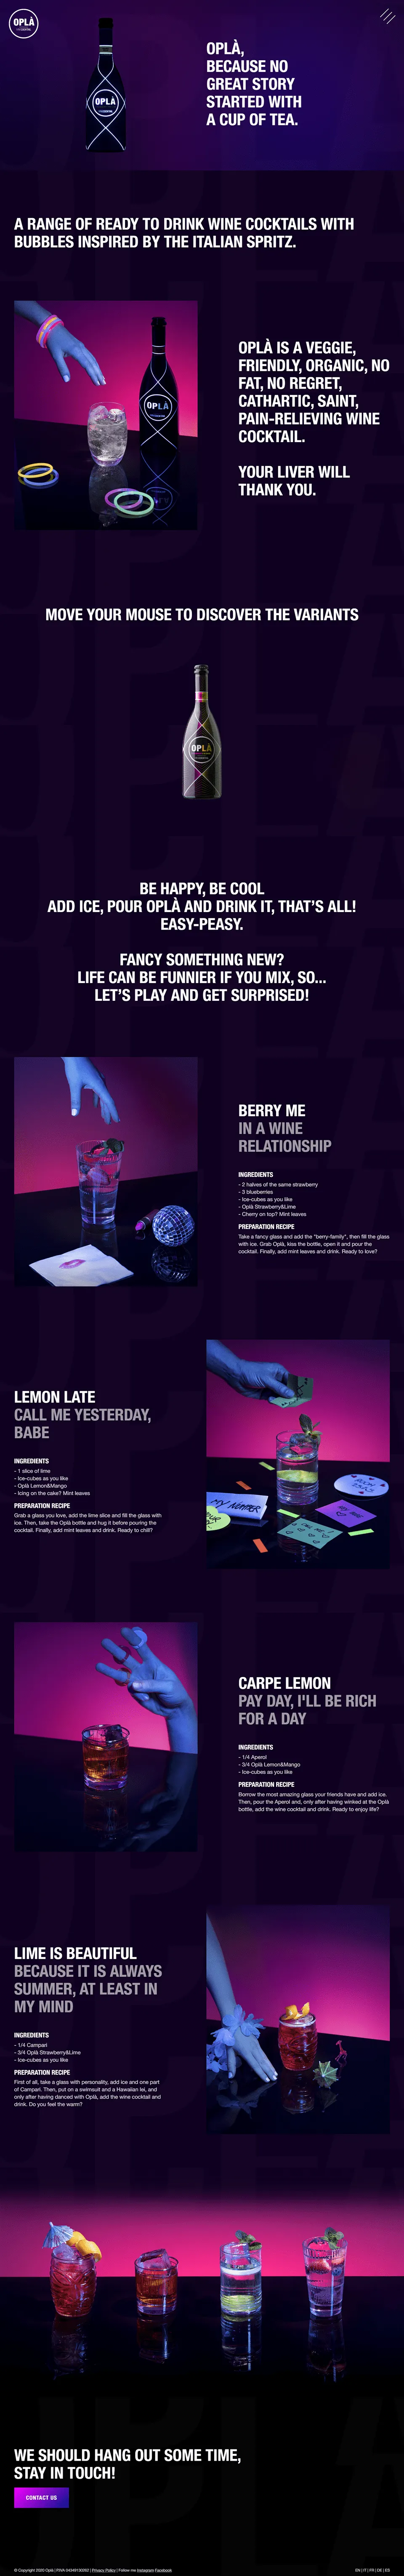 OPLÀ
OPLÀ,
BECAUSE NO
GREAT STORY
STARTED WITH
A CUP OF TEA.
OPLÀ
A RANGE OF READY TO DRINK WINE COCKTAILS WITH
BUBBLES INSPIRED BY THE ITALIAN SPRITZ.
OPLÀ
OPLÀ IS A VEGGIE,
FRIENDLY, ORGANIC, NO
FAT, NO REGRET,
CATHARTIC, SAINT,
PAIN-RELIEVING WINE
COCKTAIL.
YOUR LIVER WILL
THANK YOU.
MOVE YOUR MOUSE TO DISCOVER THE VARIANTS
OPLÀ
BE HAPPY, BE COOL
ADD ICE, POUR OPLÀ AND DRINK IT, THAT'S ALL!
EASY-PEASY.
FANCY SOMETHING NEW?
LIFE CAN BE FUNNIER IF YOU MIX, SO...
LET'S PLAY AND GET SURPRISED!
BERRY ME
IN A WINE
RELATIONSHIP
INGREDIENTS
- 2 halves of the same strawberry
- 3 blueberries
- Ice-cubes as you like
- Oplà Strawberry&Lime
- Cherry on top? Mint leaves
PREPARATION RECIPE
Take a fancy glass and add the "berry-family", then fill the glass
with ice. Grab Oplà, kiss the bottle, open it and pour the
cocktail. Finally, add mint leaves and drink. Ready to love?
LEMON LATE
CALL ME YESTERDAY,
BABE
INGREDIENTS
- 1 slice of lime
- Ice-cubes as you like
- Oplà Lemon&Mango
- Icing on the cake? Mint leaves
PREPARATION RECIPE
Grab a glass you love, add the lime slice and fill the glass with
ice. Then, take the Oplà bottle and hug it before pouring the
cocktail. Finally, add mint leaves and drink. Ready to chill?
MY NUMBER
CARPE LEMON
PAY DAY, I'LL BE RICH
FOR A DAY
INGREDIENTS
- 1/4 Aperol
- 3/4 Oplà Lemon&Mango
- Ice-cubes as you like
PREPARATION RECIPE
Borrow the most amazing glass your friends have and add ice.
Then, pour the Aperol and, only after having winked at the Oplà
bottle, add the wine cocktail and drink. Ready to enjoy life?
LIME IS BEAUTIFUL
BECAUSE IT IS ALWAYS
SUMMER, AT LEAST IN
MY MIND
INGREDIENTS
- 1/4 Campari
- 3/4 Oplà Strawberry&Lime
- Ice-cubes as you like
PREPARATION RECIPE
First of all, take a glass with personality, add ice and one part
of Campari. Then, put on a swimsuit and a Hawaiian lei, and
only after having danced with Oplà, add the wine cocktail and
drink. Do you feel the warm?
WE SHOULD HANG OUT SOME TIME,
STAY IN TOUCH!
CONTACT US
© Copyright 2020 Oplà | P.IVA 04349130262 | Privacy Policy | Follow me Instagram Facebook
EN | IT | FR | DE | ES